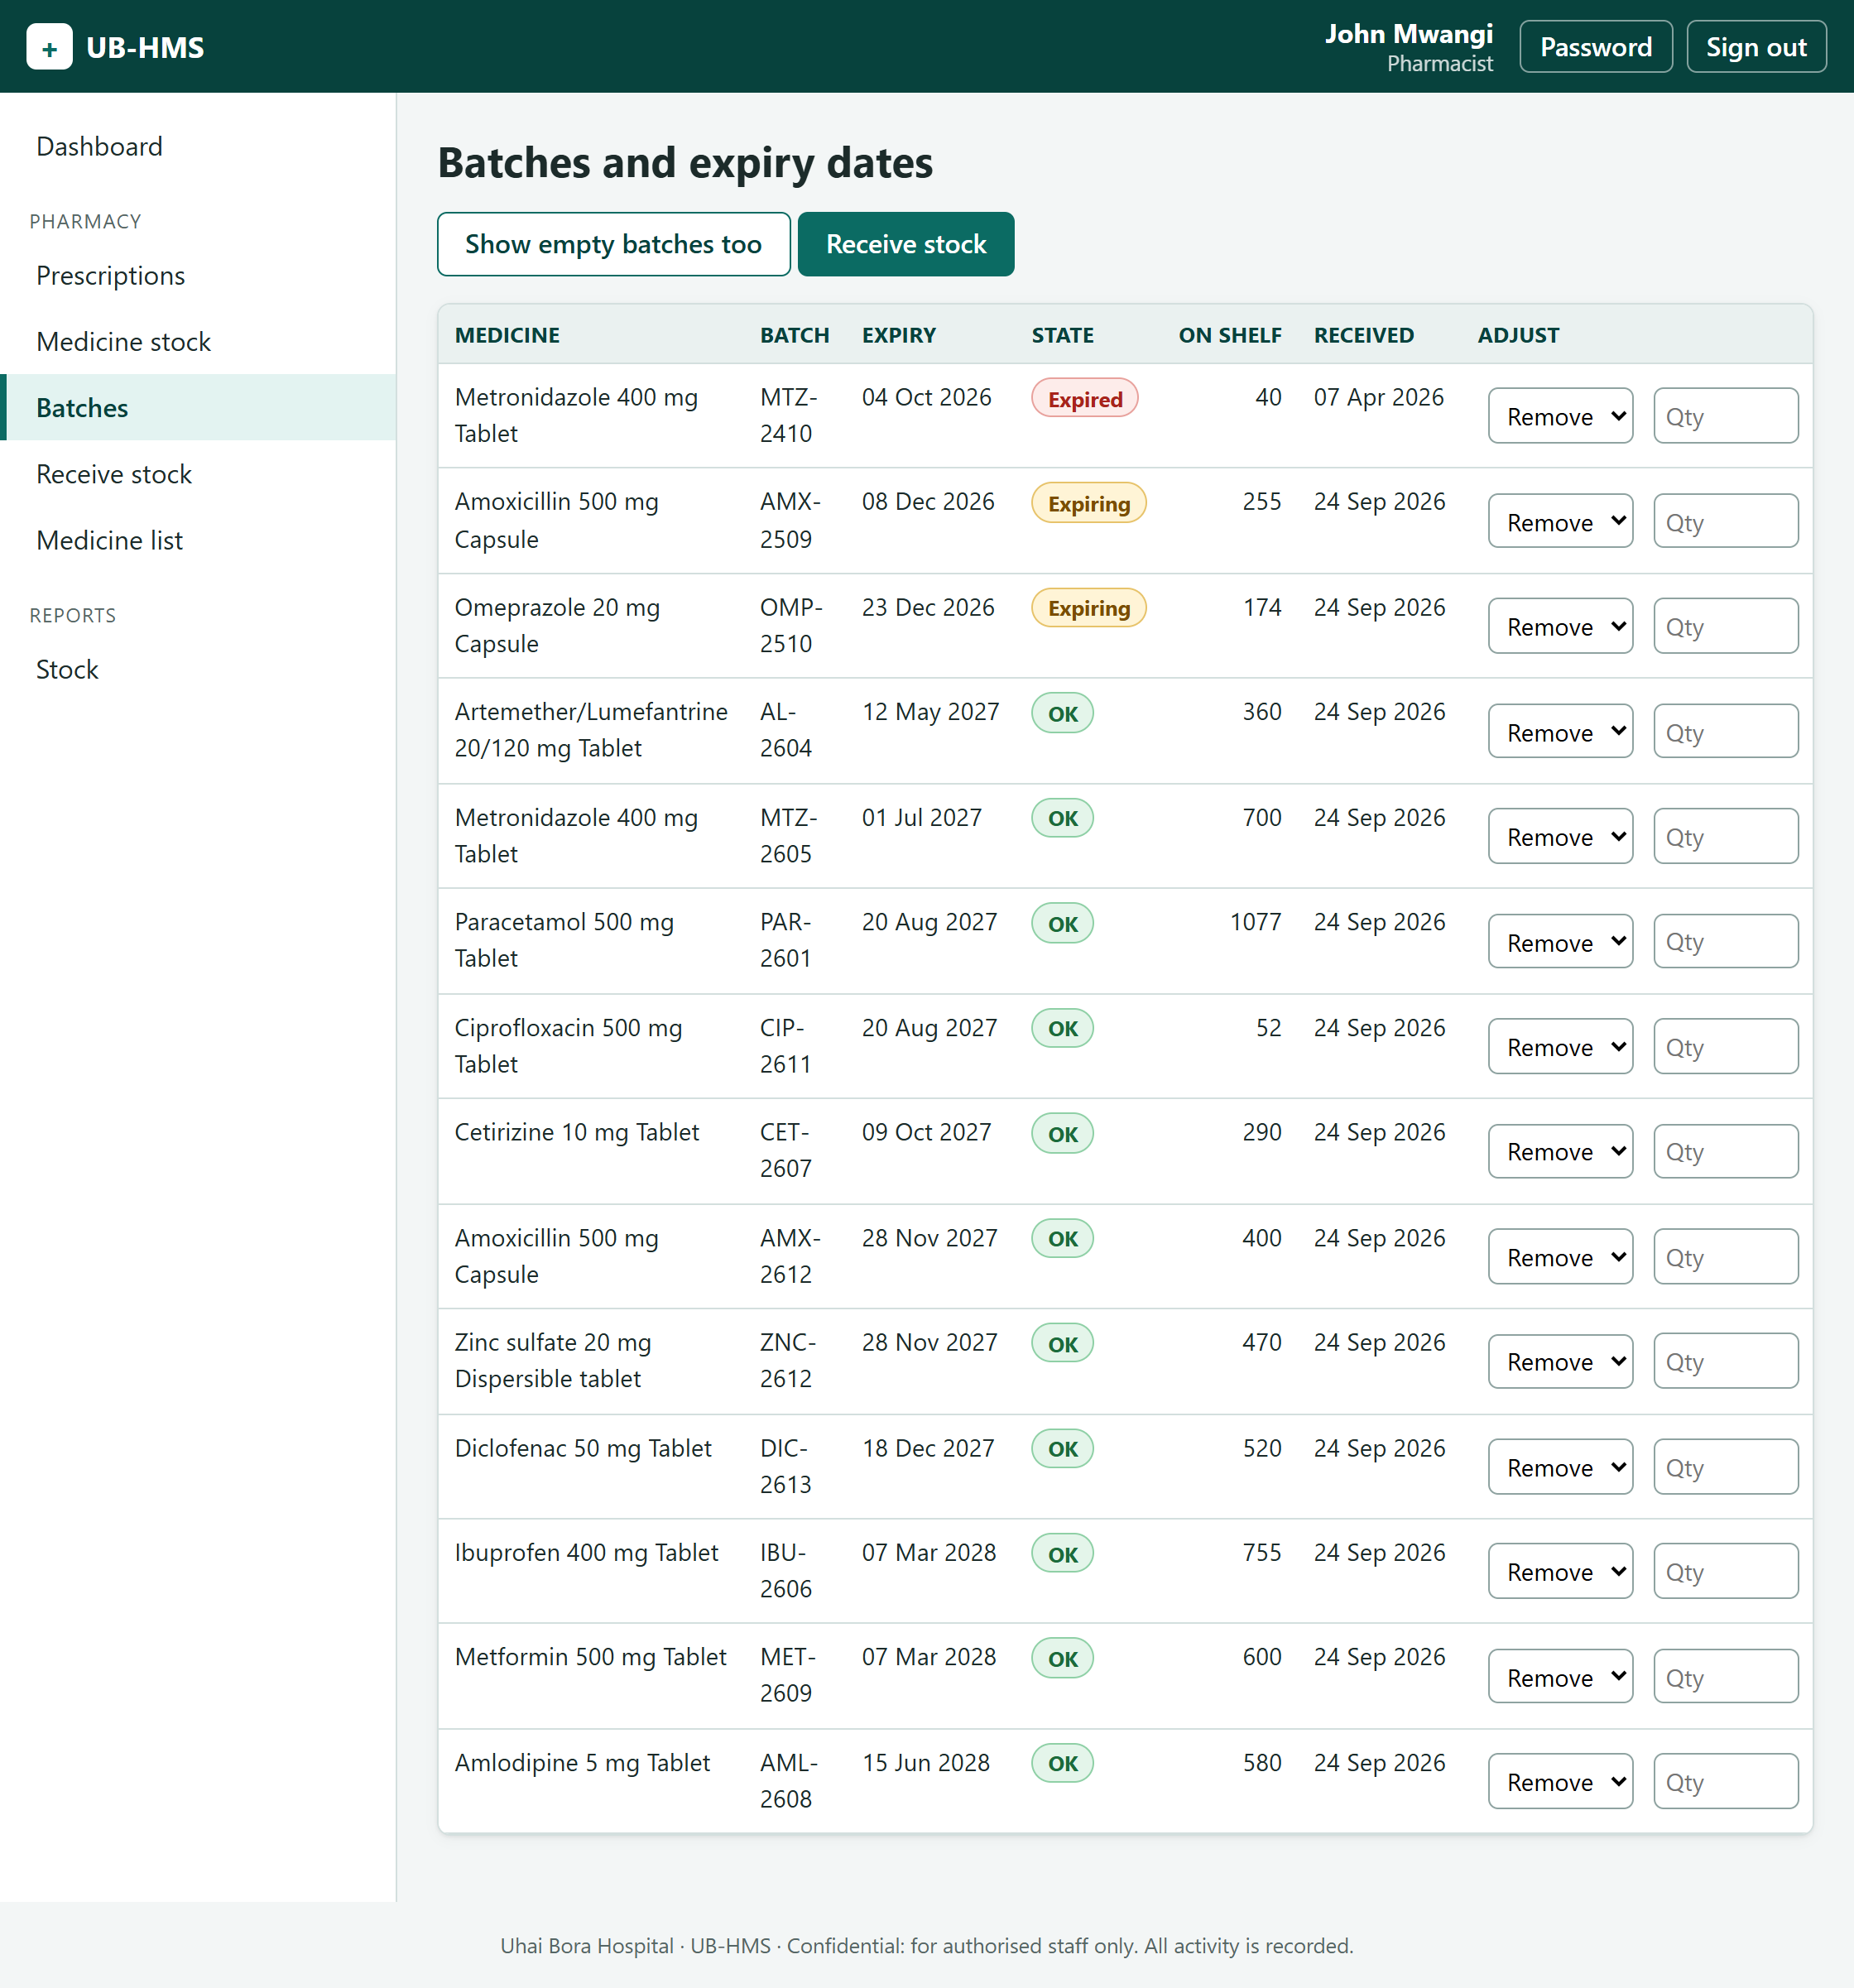 + UB-HMS
John Mwangi
Pharmacist
Password
Sign out
Dashboard
PHARMACY
Prescriptions
Medicine stock
Batches
Receive stock
Medicine list
REPORTS
Stock
Batches and expiry dates
Show empty batches too
Receive stock
MEDICINE BATCH EXPIRY STATE ON SHELF RECEIVED ADJUST
Metronidazole 400 mg MTZ- 04 Oct 2026 Expired 40 07 Apr 2026 Remove Qty
Tablet 2410
Amoxicillin 500 mg AMX- 08 Dec 2026 Expiring 255 24 Sep 2026 Remove Qty
Capsule 2509
Omeprazole 20 mg OMP- 23 Dec 2026 Expiring 174 24 Sep 2026 Remove Qty
Capsule 2510
Artemether/Lumefantrine AL- 12 May 2027 OK 360 24 Sep 2026 Remove Qty
20/120 mg Tablet 2604
Metronidazole 400 mg MTZ- 01 Jul 2027 OK 700 24 Sep 2026 Remove Qty
Tablet 2605
Paracetamol 500 mg PAR- 20 Aug 2027 OK 1077 24 Sep 2026 Remove Qty
Tablet 2601
Ciprofloxacin 500 mg CIP- 20 Aug 2027 OK 52 24 Sep 2026 Remove Qty
Tablet 2611
Cetirizine 10 mg Tablet CET- 09 Oct 2027 OK 290 24 Sep 2026 Remove Qty
2607
Amoxicillin 500 mg AMX- 28 Nov 2027 OK 400 24 Sep 2026 Remove Qty
Capsule 2612
Zinc sulfate 20 mg ZNC- 28 Nov 2027 OK 470 24 Sep 2026 Remove Qty
Dispersible tablet 2612
Diclofenac 50 mg Tablet DIC- 18 Dec 2027 OK 520 24 Sep 2026 Remove Qty
2613
Ibuprofen 400 mg Tablet IBU- 07 Mar 2028 OK 755 24 Sep 2026 Remove Qty
2606
Metformin 500 mg Tablet MET- 07 Mar 2028 OK 600 24 Sep 2026 Remove Qty
2609
Amlodipine 5 mg Tablet AML- 15 Jun 2028 OK 580 24 Sep 2026 Remove Qty
2608
Uhai Bora Hospital · UB-HMS · Confidential: for authorised staff only. All activity is recorded.